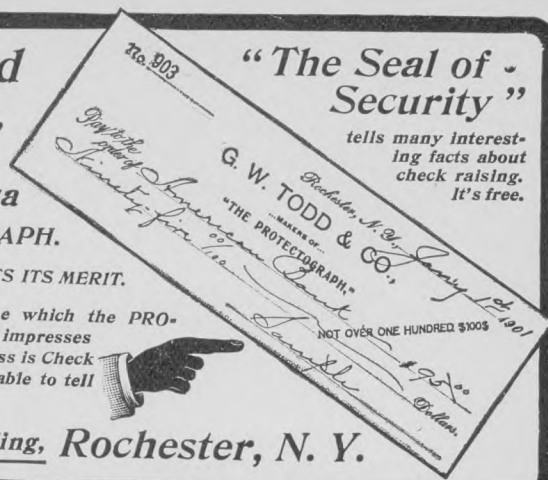 d
"The Seal of
Security"
tells many interest-
ing facts about
check raising.
It's free.
No. 903
Rochester, N. Y., Jany 1st 1901
Pay to the
order of American Bank
Ninety-five 00/100 $95.00
Dollars.
G. W. TODD & CO.,
...MAKERS OF...
"THE PROTECTOGRAPH."
NOT OVER ONE HUNDRED $100$
Sample
a
APH.
S ITS MERIT.
e which the PRO-
impresses
ss is Check
able to tell
ing, Rochester, N. Y.